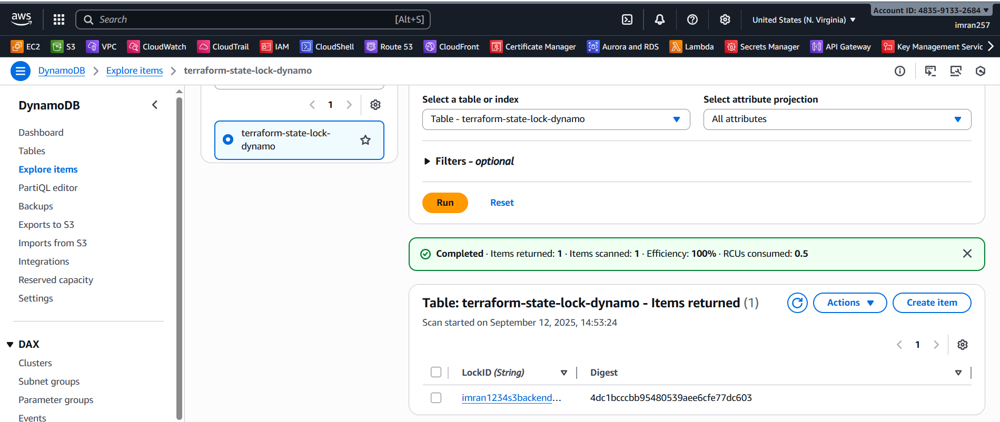 aws
Search
[Alt+S]
United States (N. Virginia)
Account ID: 4835-9133-2684
imran257
EC2
S3
VPC
CloudWatch
CloudTrail
IAM
CloudShell
Route 53
CloudFront
Certificate Manager
Aurora and RDS
Lambda
Secrets Manager
API Gateway
Key Management Servic
DynamoDB
Explore items
terraform-state-lock-dynamo
DynamoDB
Dashboard
Tables
Explore items
PartiQL editor
Backups
Exports to S3
Imports from S3
Integrations
Reserved capacity
Settings
DAX
Clusters
Subnet groups
Parameter groups
Events
1
terraform-state-lock-
dynamo
Select a table or index
Table - terraform-state-lock-dynamo
Select attribute projection
All attributes
Filters - optional
Run
Reset
Completed · Items returned: 1 · Items scanned: 1 · Efficiency: 100% · RCUs consumed: 0.5
Table: terraform-state-lock-dynamo - Items returned (1)
Scan started on September 12, 2025, 14:53:24
Actions
Create item
1
LockID (String)
Digest
imran1234s3backend…
4dc1bcccbb95480539aee6cfe77dc603